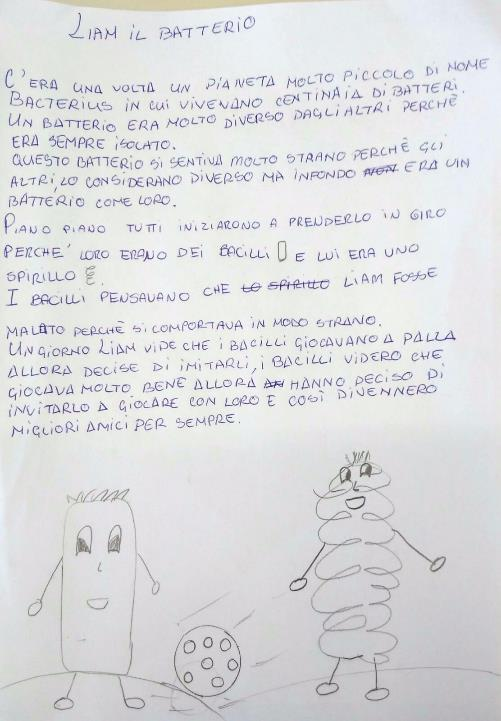 LIAM IL BATTERIO
C'ERA UNA VOLTA UN PIANETA MOLTO PICCOLO DI NOME
BACTERIUS IN CUI VIVEVANO CENTINAIA DI BATTERI.
UN BATTERIO ERA MOLTO DIVERSO DAGLI ALTRI PERCHÈ
ERA SEMPRE ISOLATO.
QUESTO BATTERIO SI SENTIVA MOLTO STRANO PERCHÈ GLI
ALTRI, LO CONSIDERANO DIVERSO MA INFONDO NON ERA UN
BATTERIO COME LORO.
PIANO PIANO TUTTI INIZIARONO A PRENDERLO IN GIRO
PERCHE' LORO ERANO DEI BACILLI E LUI ERA UNO
SPIRILLO.
I BACILLI PENSAVANO CHE LO SPIRILLO LIAM FOSSE
MALATO PERCHÈ SI COMPORTAVA IN MODO STRANO.
UN GIORNO LIAM VIDE CHE I BACILLI GIOCAVANO A PALLA
ALLORA DECISE DI IMITARLI, I BACILLI VIDERO CHE
GIOCAVA MOLTO BENE ALLORA HANNO DECISO DI
INVITARLO A GIOCARE CON LORO E COSÌ DIVENNERO
MIGLIORI AMICI PER SEMPRE.